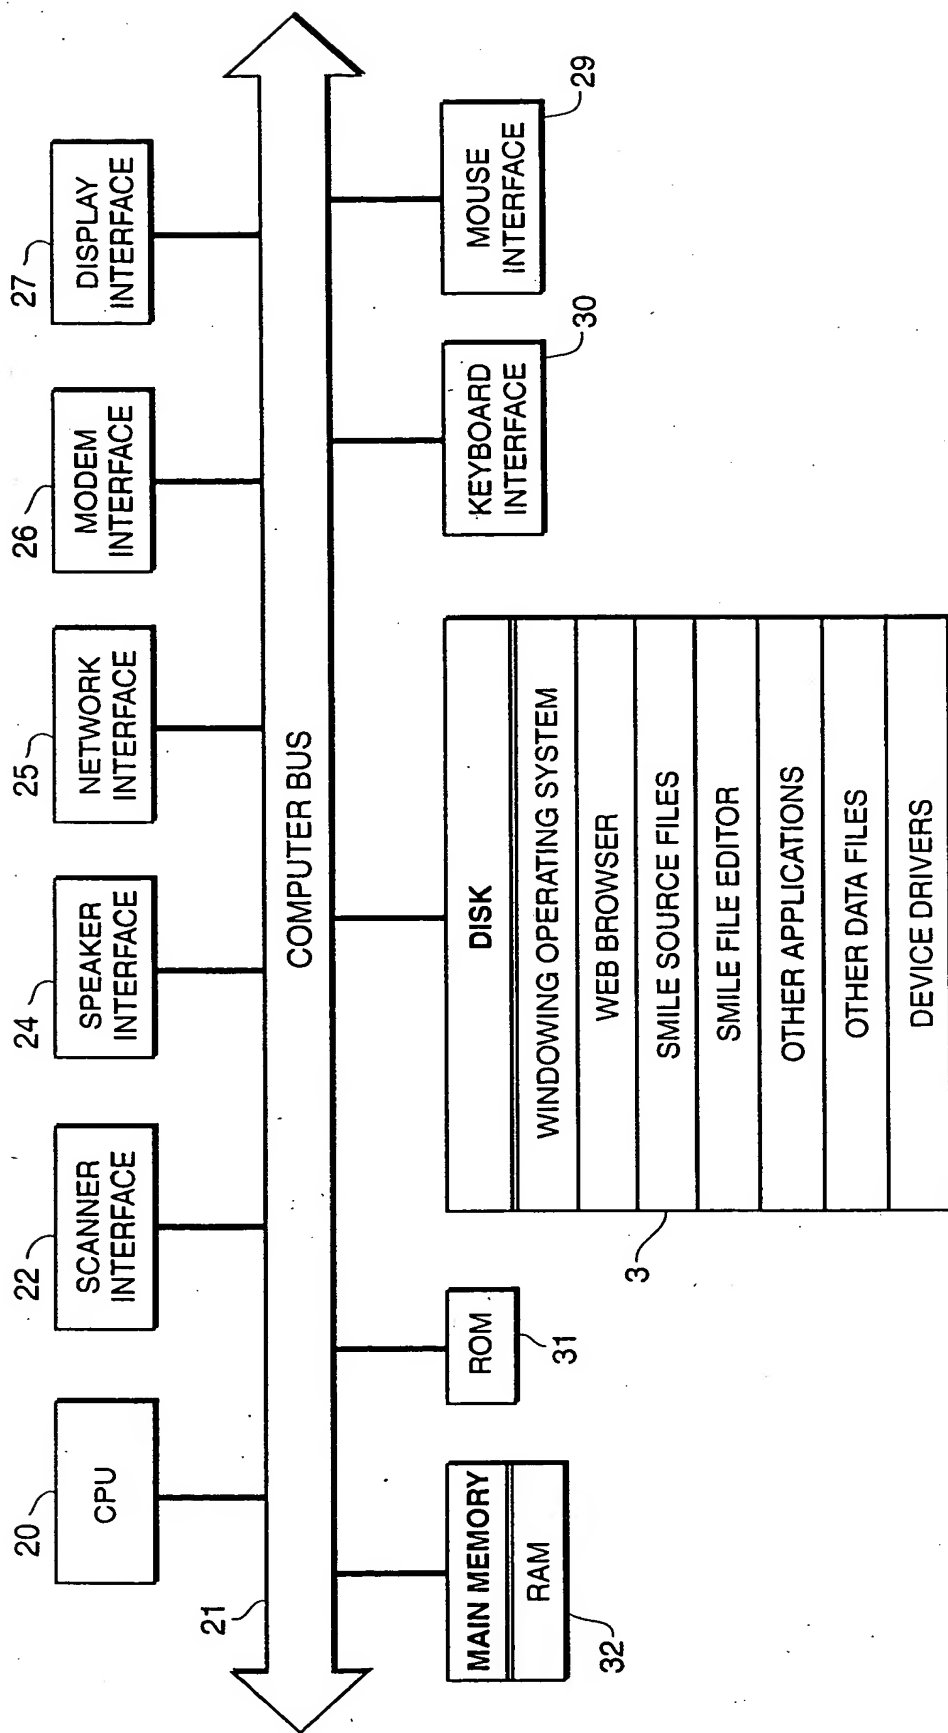 20
CPU
22
SCANNER
INTERFACE
24
SPEAKER
INTERFACE
25
NETWORK
INTERFACE
26
MODEM
INTERFACE
27
DISPLAY
INTERFACE
21
COMPUTER BUS
MAIN MEMORY
RAM
32
ROM
31
3
DISK
WINDOWING OPERATING SYSTEM
WEB BROWSER
SMILE SOURCE FILES
SMILE FILE EDITOR
OTHER APPLICATIONS
OTHER DATA FILES
DEVICE DRIVERS
KEYBOARD
INTERFACE
30
MOUSE
INTERFACE
29